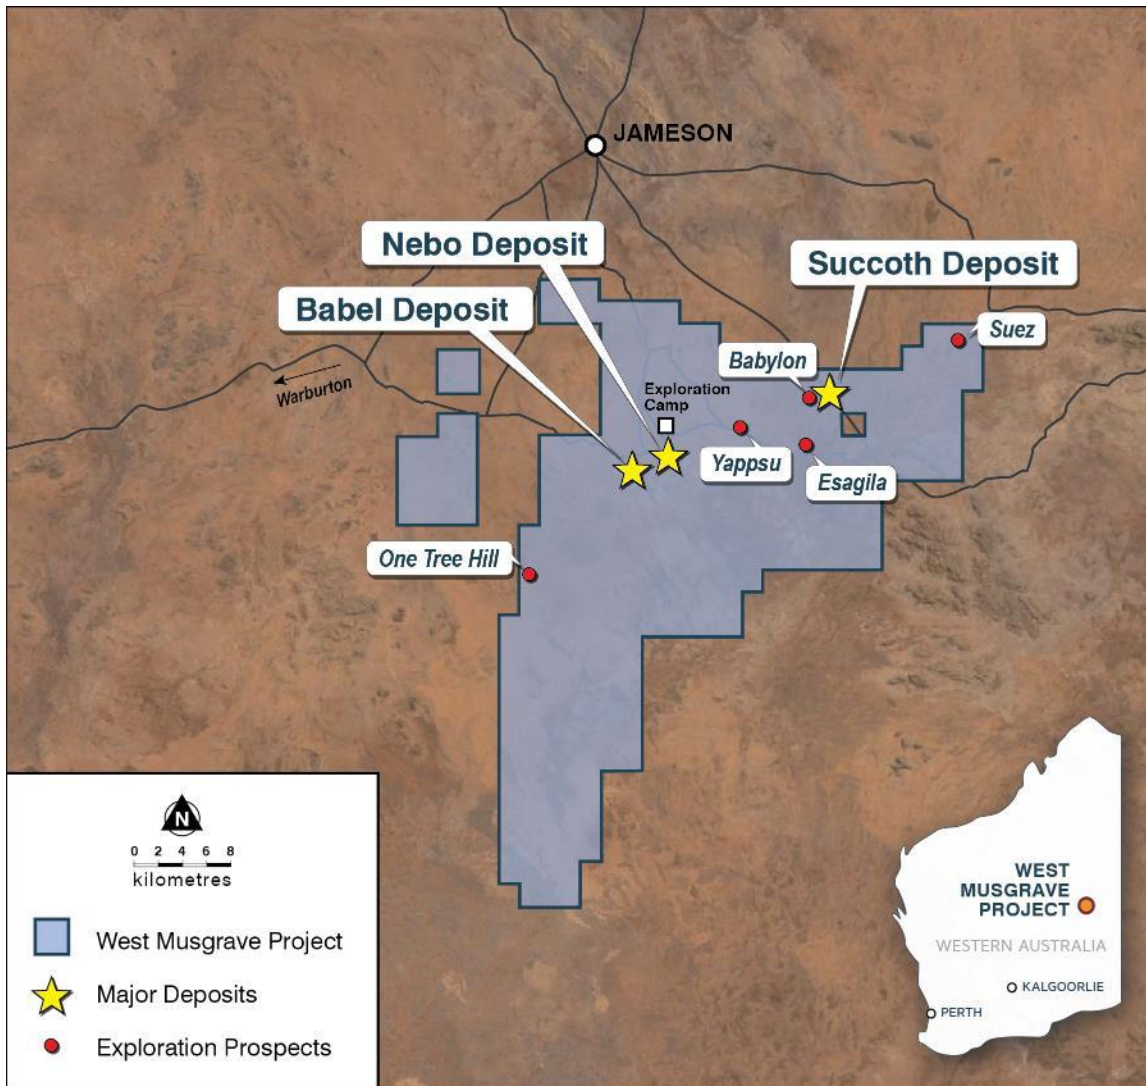 JAMESON
Nebo Deposit
Succoth Deposit
Babel Deposit
Suez
Babylon
Warburton
Exploration
Camp
Yappsu
Esagila
One Tree Hill
N
0 2 4 6 8
kilometres
West Musgrave Project
Major Deposits
Exploration Prospects
WEST
MUSGRAVE
PROJECT
WESTERN AUSTRALIA
KALGOORLIE
PERTH